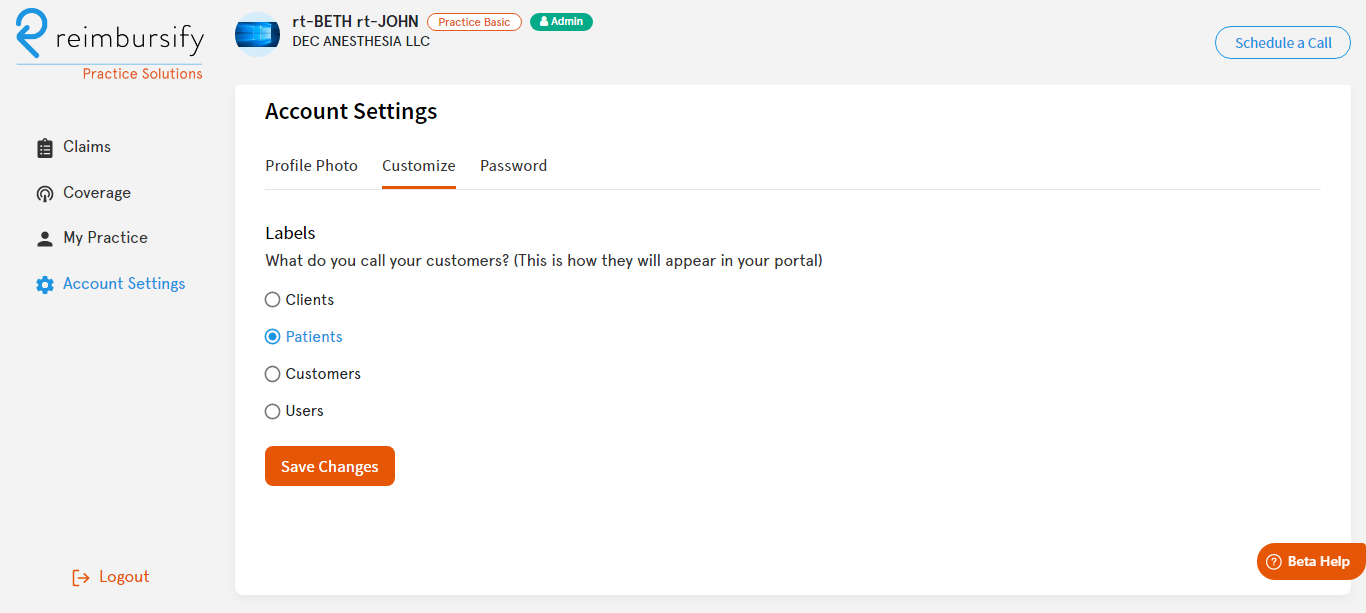 reimbursify
Practice Solutions
rt-BETH rt-JOHN Practice Basic Admin
DEC ANESTHESIA LLC
Schedule a Call
Claims
Coverage
My Practice
Account Settings
Logout
Account Settings
Profile Photo Customize Password
Labels
What do you call your customers? (This is how they will appear in your portal)
Clients
Patients
Customers
Users
Save Changes
Beta Help